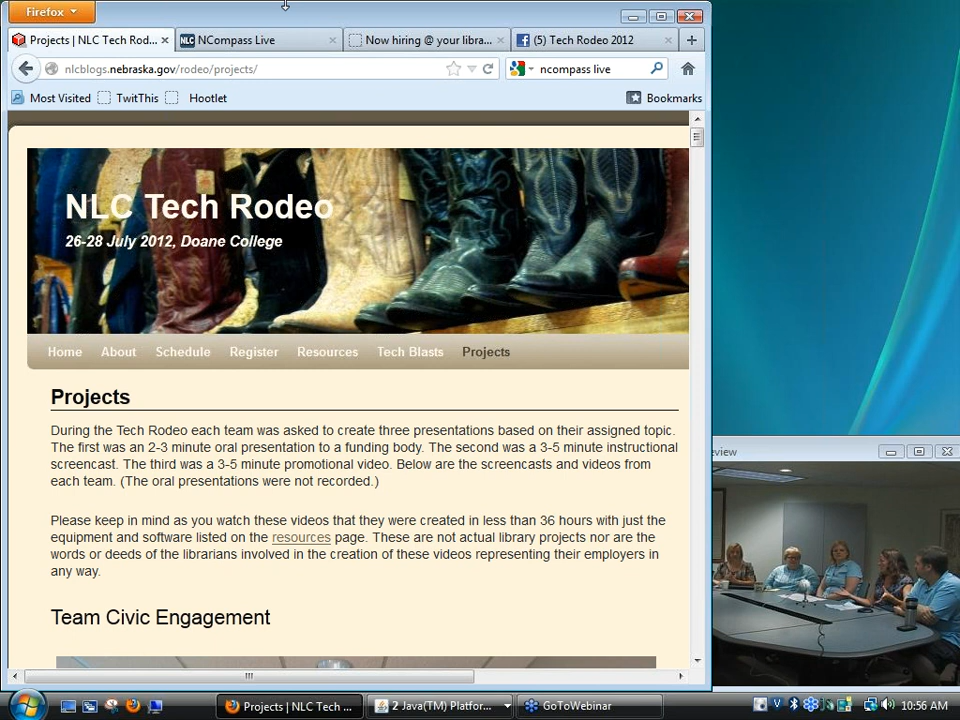 Firefox
Projects | NLC Tech Rod...
NLC
NCompass Live
Now hiring @ your libra...
(5) Tech Rodeo 2012
nlcblogs.nebraska.gov/rodeo/projects/
ncompass live
Most Visited
TwitThis
Hootlet
Bookmarks
NLC Tech Rodeo
26-28 July 2012, Doane College
Home About Schedule Register Resources Tech Blasts Projects
Projects
During the Tech Rodeo each team was asked to create three presentations based on their assigned topic.
The first was an 2-3 minute oral presentation to a funding body. The second was a 3-5 minute instructional
screencast. The third was a 3-5 minute promotional video. Below are the screencasts and videos from
each team. (The oral presentations were not recorded.)
Please keep in mind as you watch these videos that they were created in less than 36 hours with just the
equipment and software listed on the resources page. These are not actual library projects nor are the
words or deeds of the librarians involved in the creation of these videos representing their employers in
any way.
Team Civic Engagement
eview
Projects | NLC Tech ...
2 Java(TM) Platfor...
GoToWebinar
10:56 AM